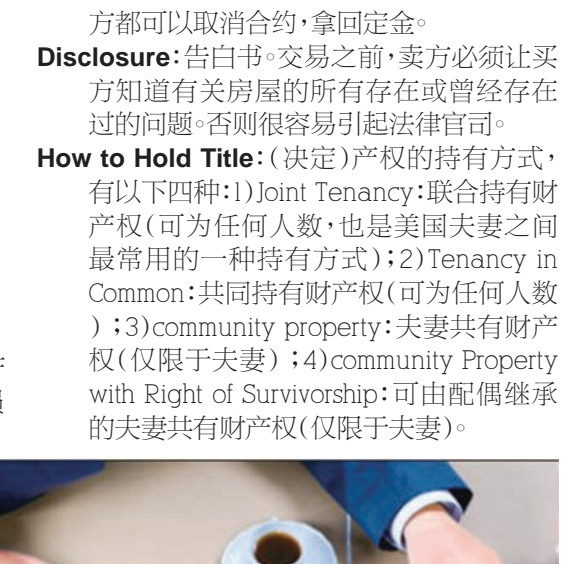 方都可以取消合约，拿回定金。
Disclosure：告白书。交易之前，卖方必须让买
方知道有关房屋的所有存在或曾经存在
过的问题。否则很容易引起法律官司。
How to Hold Title：（决定）产权的持有方式，
有以下四种：1)Joint Tenancy：联合持有财
产权（可为任何人数，也是美国夫妻之间
最常用的一种持有方式）；2)Tenancy in
Common：共同持有财产权（可为任何人数
）；3)community property：夫妻共有财产
权（仅限于夫妻）；4)community Property
with Right of Survivorship：可由配偶继承
的夫妻共有财产权（仅限于夫妻）。